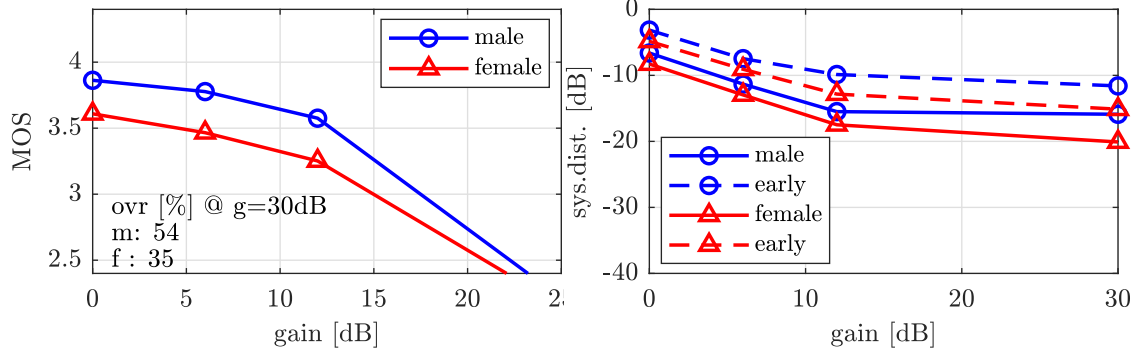 4
3.5
3
2.5
MOS
0
5
10
15
20
25
gain [dB]
male
female
ovr [%] @ g=30dB
m: 54
f : 35
0
-10
-20
-30
-40
sys.dist. [dB]
0
10
20
30
gain [dB]
male
early
female
early